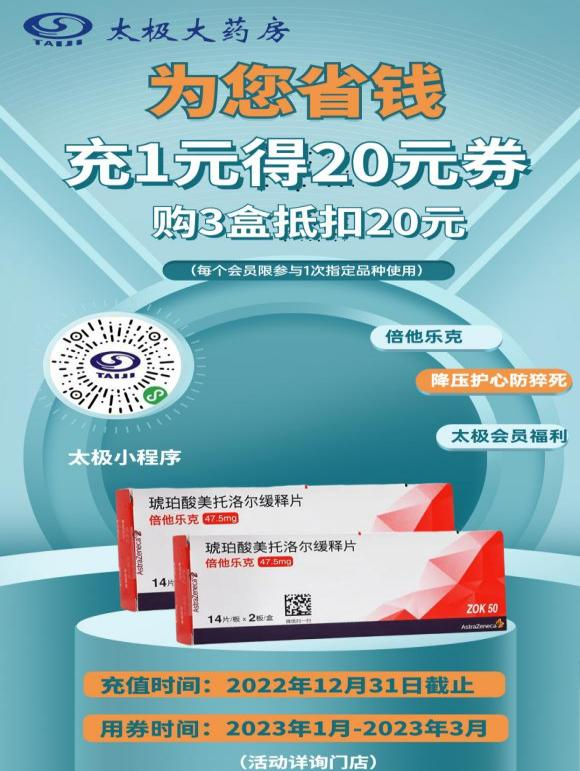 TAIJI
太极大药房
为您省钱
充1元得20元券
购3盒抵扣20元
（每个会员限参与1次指定品种使用）
倍他乐克
降压护心防猝死
太极会员福利
TAIJI
太极小程序
琥珀酸美托洛尔缓释片
倍他乐克 47.5mg
AstraZeneca
14片
琥珀酸美托洛尔缓释片
倍他乐克 47.5mg
14片/板 x 2板/盒
ZOK 50
AstraZeneca
充值时间：2022年12月31日截止
用券时间：2023年1月-2023年3月
（活动详询门店）